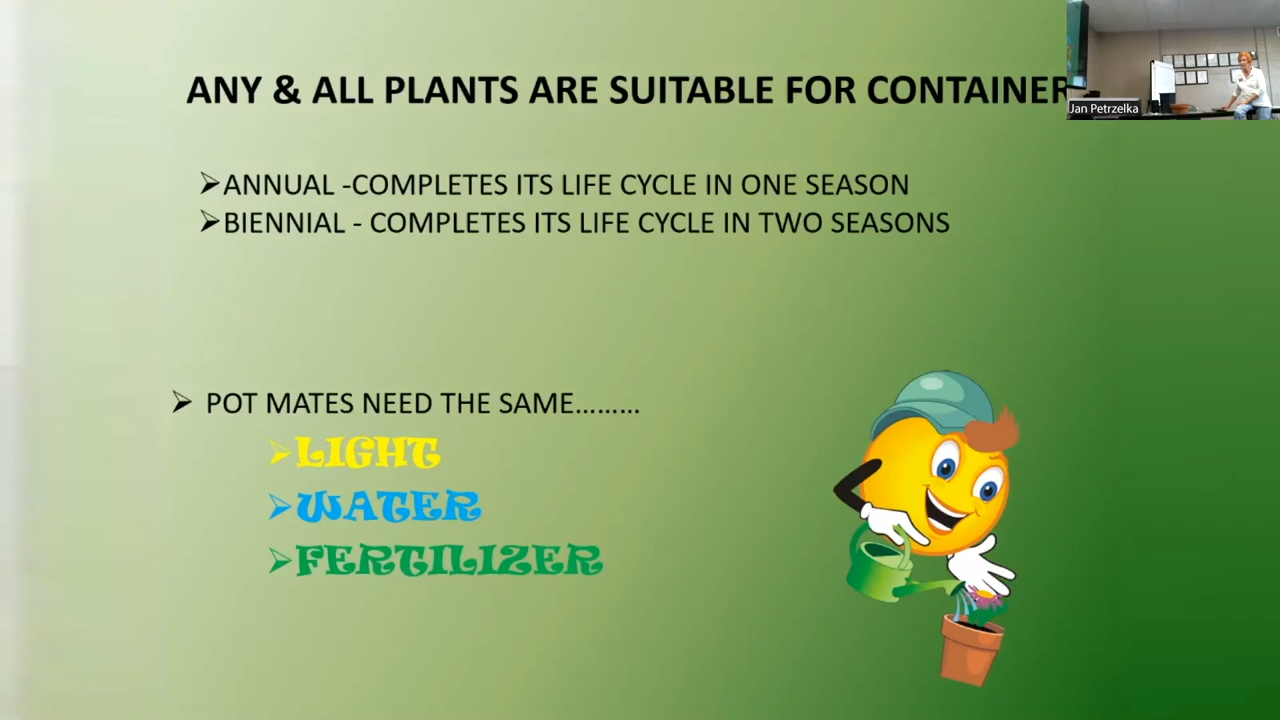 ANY & ALL PLANTS ARE SUITABLE FOR CONTAINER
Jan Petrzelka
➢ANNUAL -COMPLETES ITS LIFE CYCLE IN ONE SEASON
➢BIENNIAL - COMPLETES ITS LIFE CYCLE IN TWO SEASONS
➢ POT MATES NEED THE SAME………
➢LIGHT
➢WATER
➢FERTILIZER